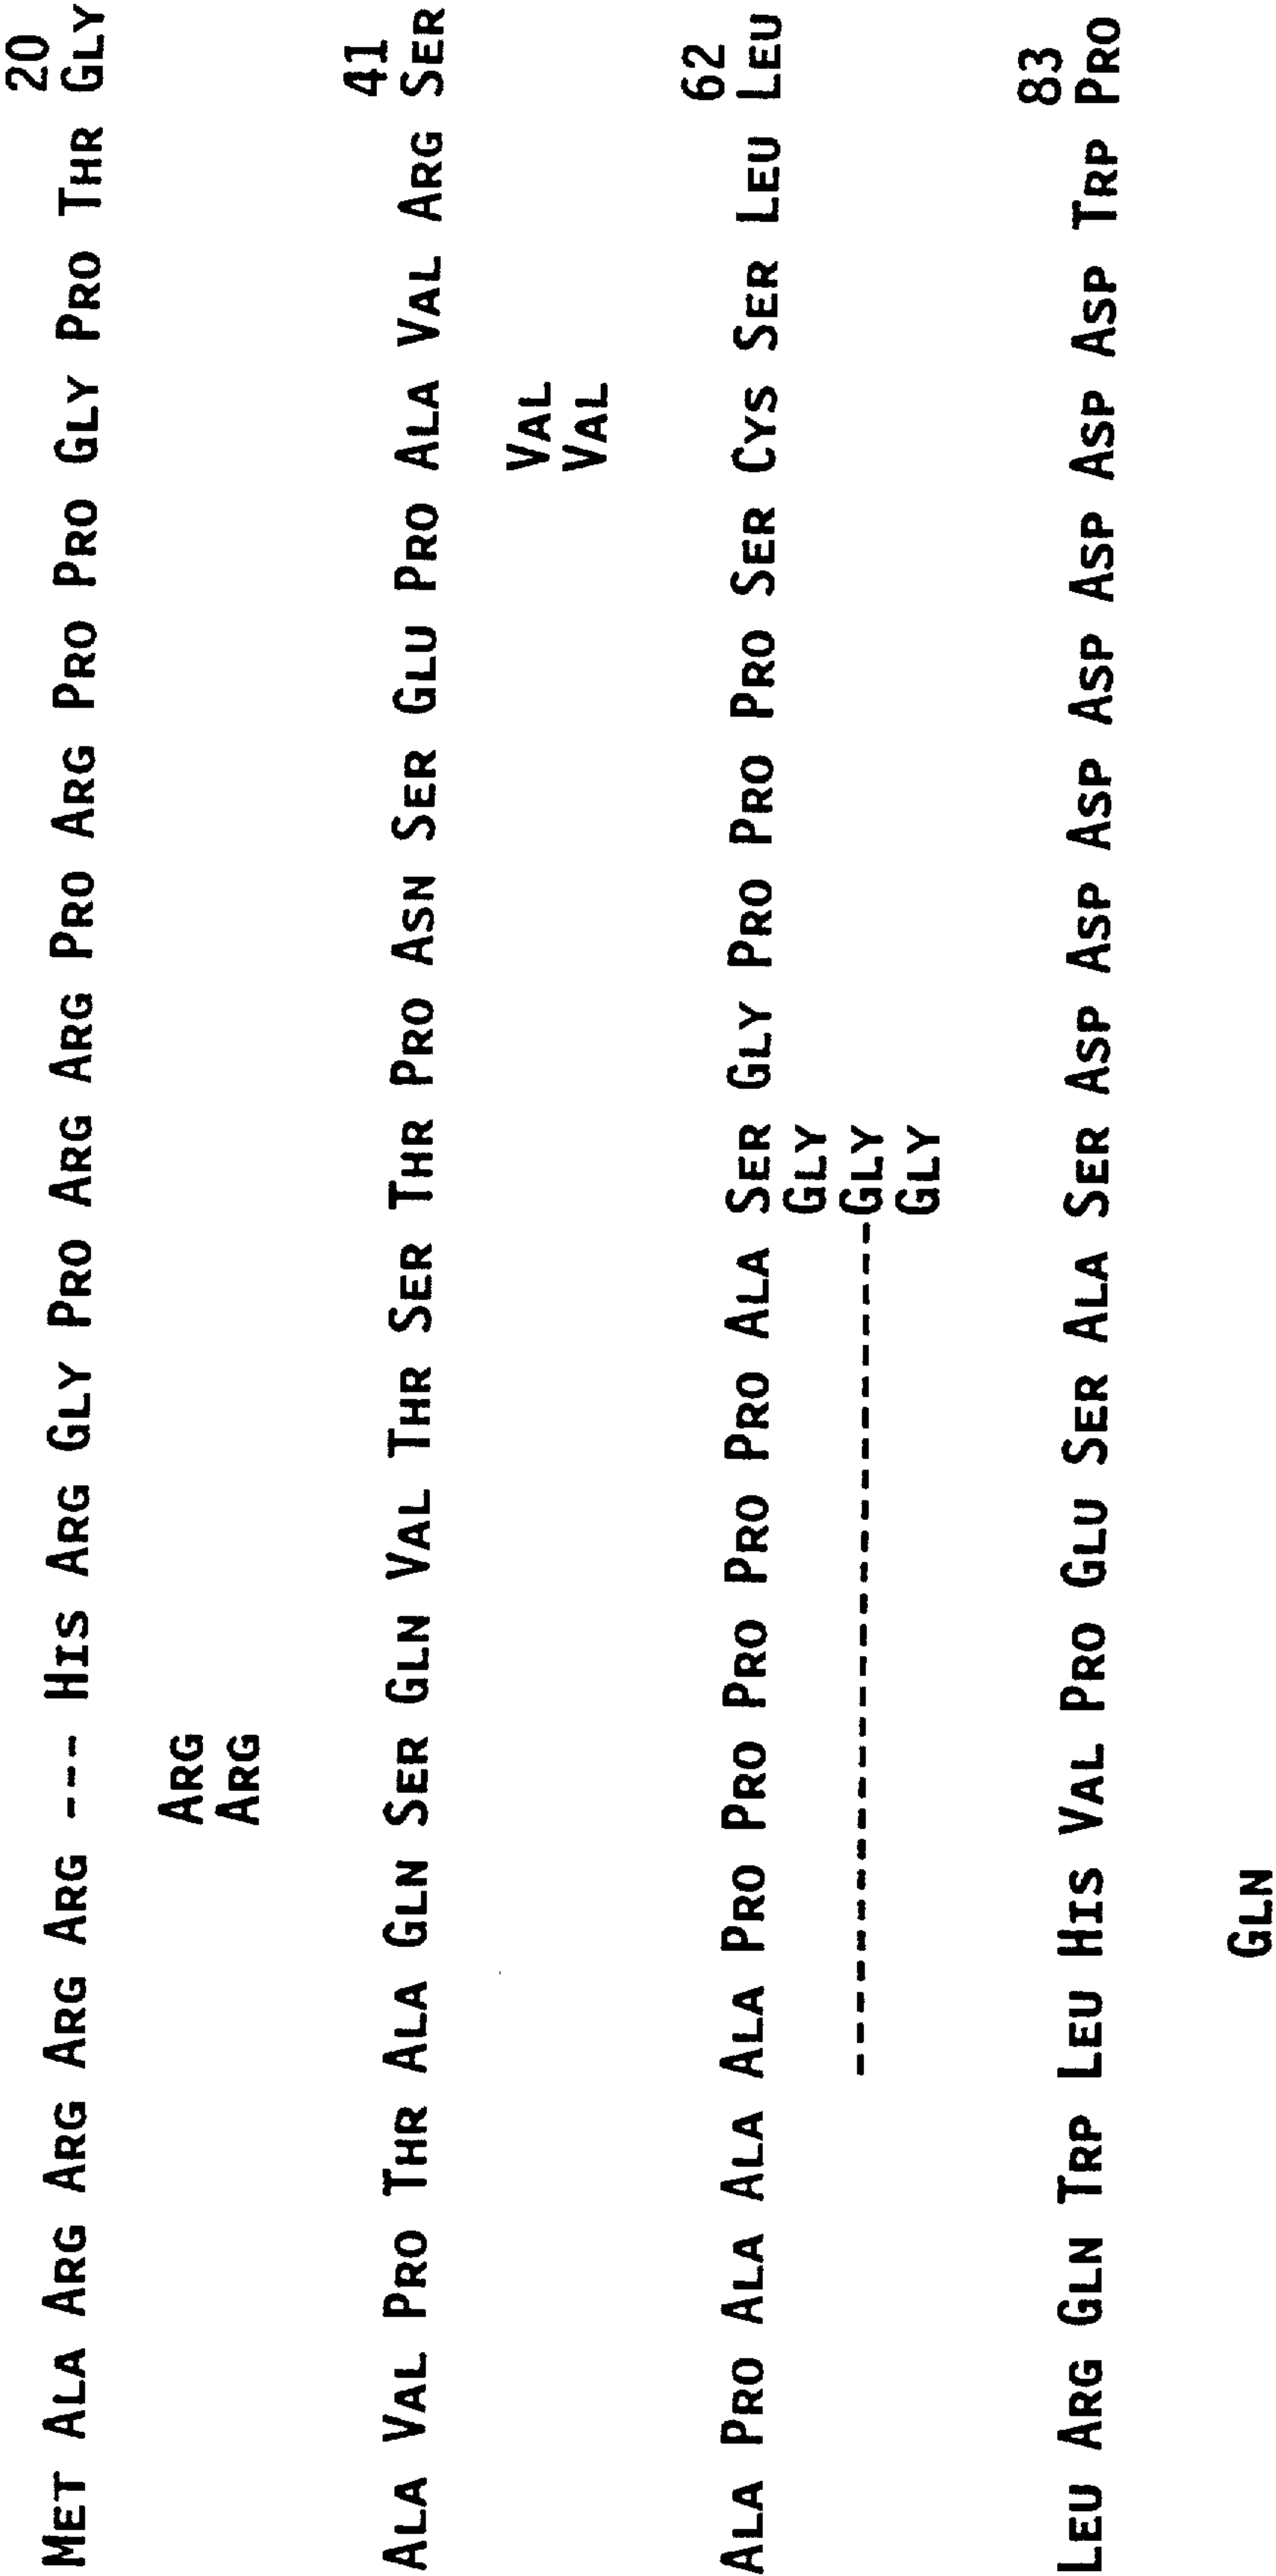 20
MET ALA ARG ARG ARG ARG --- HIS ARG GLY PRO ARG ARG PRO ARG PRO PRO GLY PRO THR GLY
ARG
ARG
41
ALA VAL PRO THR ALA GLN SER GLN VAL THR SER THR PRO ASN SER GLU PRO ALA VAL ARG SER
VAL
VAL
62
ALA PRO ALA ALA ALA PRO PRO PRO PRO PRO ALA SER GLY PRO PRO PRO SER CYS SER LEU LEU
GLY
--------------------------- GLY
GLY
83
LEU ARG GLN TRP LEU HIS VAL PRO GLU SER ALA SER ASP ASP ASP ASP ASP ASP ASP TRP PRO
GLN